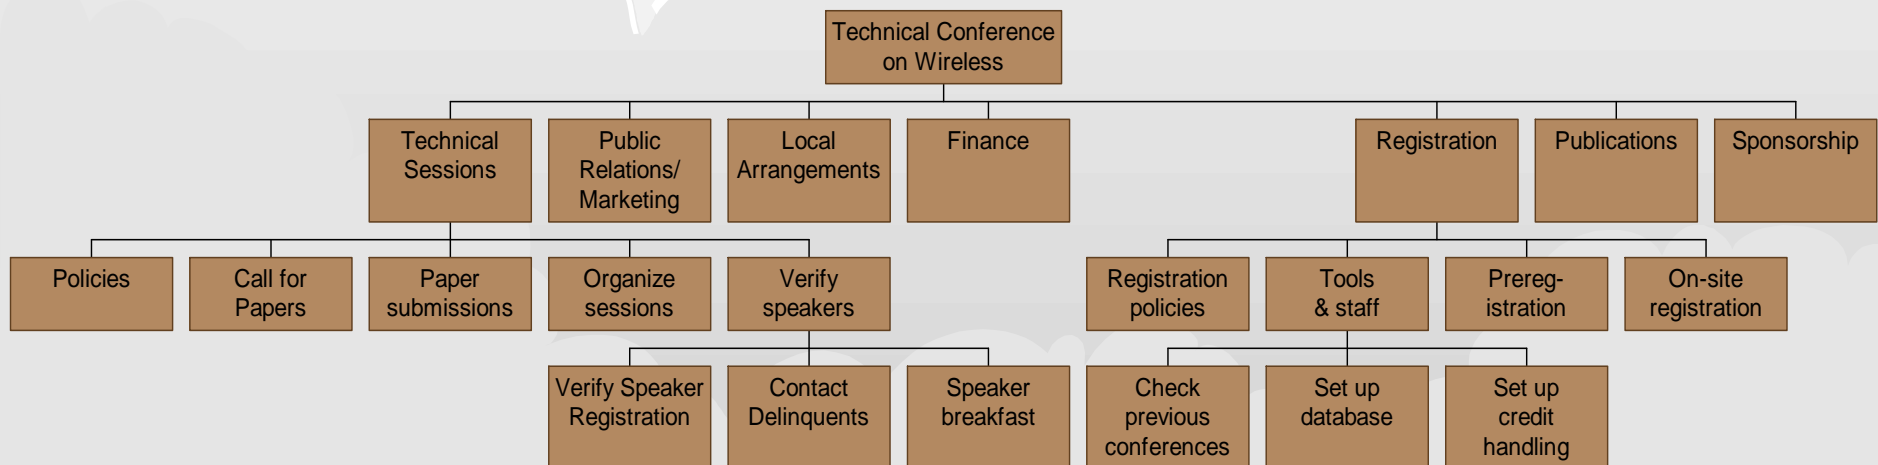 Technical Conference
on Wireless
Technical
Sessions
Public
Relations/
Marketing
Local
Arrangements
Finance
Registration
Publications
Sponsorship
Policies
Call for
Papers
Paper
submissions
Organize
sessions
Verify
speakers
Registration
policies
Tools
& staff
Prereg-
istration
On-site
registration
Verify Speaker
Registration
Contact
Delinquents
Speaker
breakfast
Check
previous
conferences
Set up
database
Set up
credit
handling